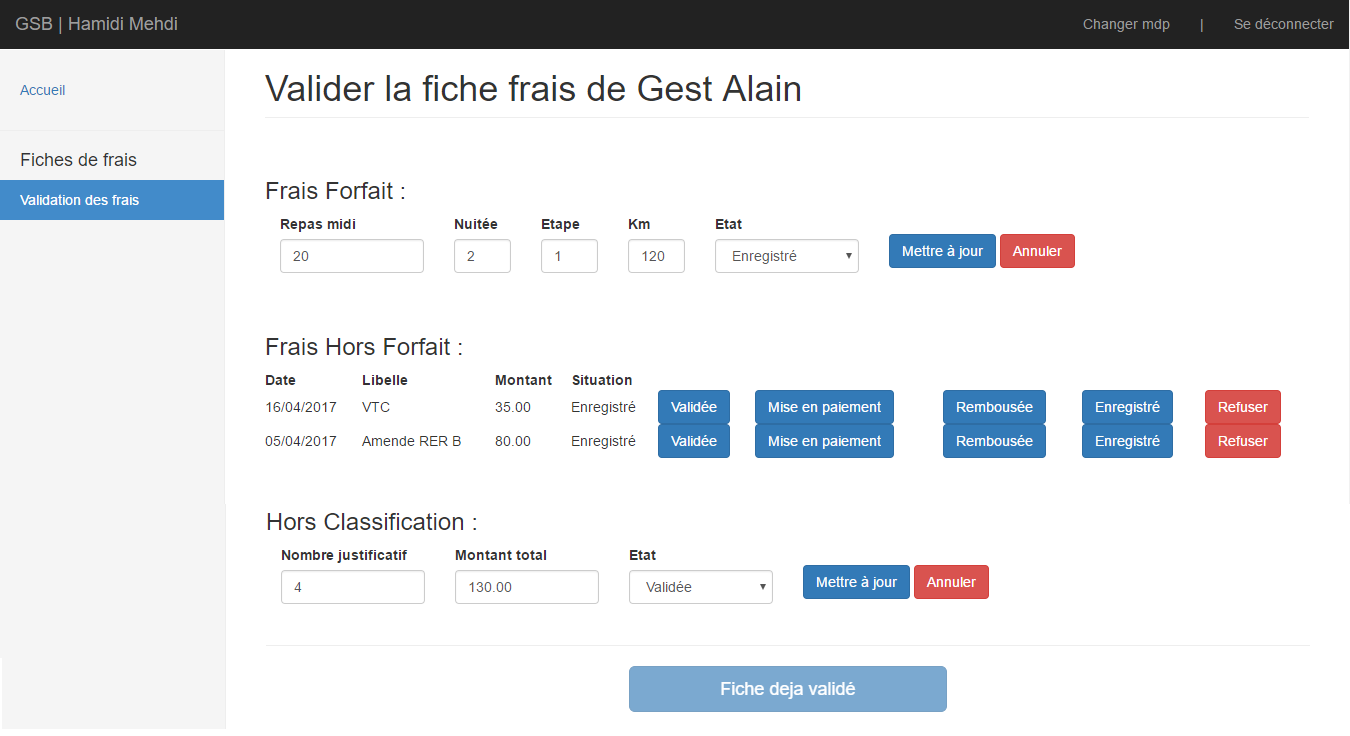 GSB | Hamidi Mehdi Changer mdp | Se déconnecter
Accueil
Fiches de frais
Validation des frais
Valider la fiche frais de Gest Alain
Frais Forfait :
Repas midi Nuitée Etape Km Etat
20 2 1 120 Enregistré Mettre à jour Annuler
Frais Hors Forfait :
Date Libelle Montant Situation
16/04/2017 VTC 35.00 Enregistré Validée Mise en paiement Rembousée Enregistré Refuser
05/04/2017 Amende RER B 80.00 Enregistré Validée Mise en paiement Rembousée Enregistré Refuser
Hors Classification :
Nombre justificatif Montant total Etat
4 130.00 Validée Mettre à jour Annuler
Fiche deja validé